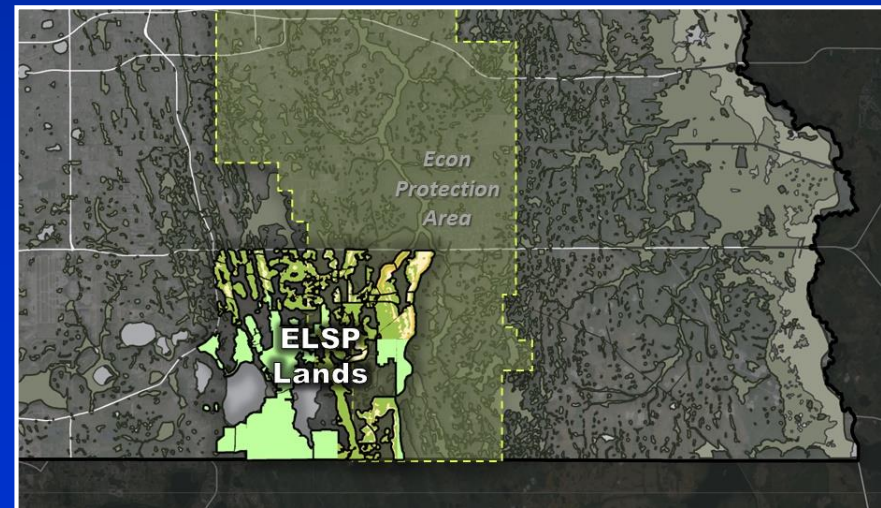 Econ
Protection
Area
ELSP
Lands